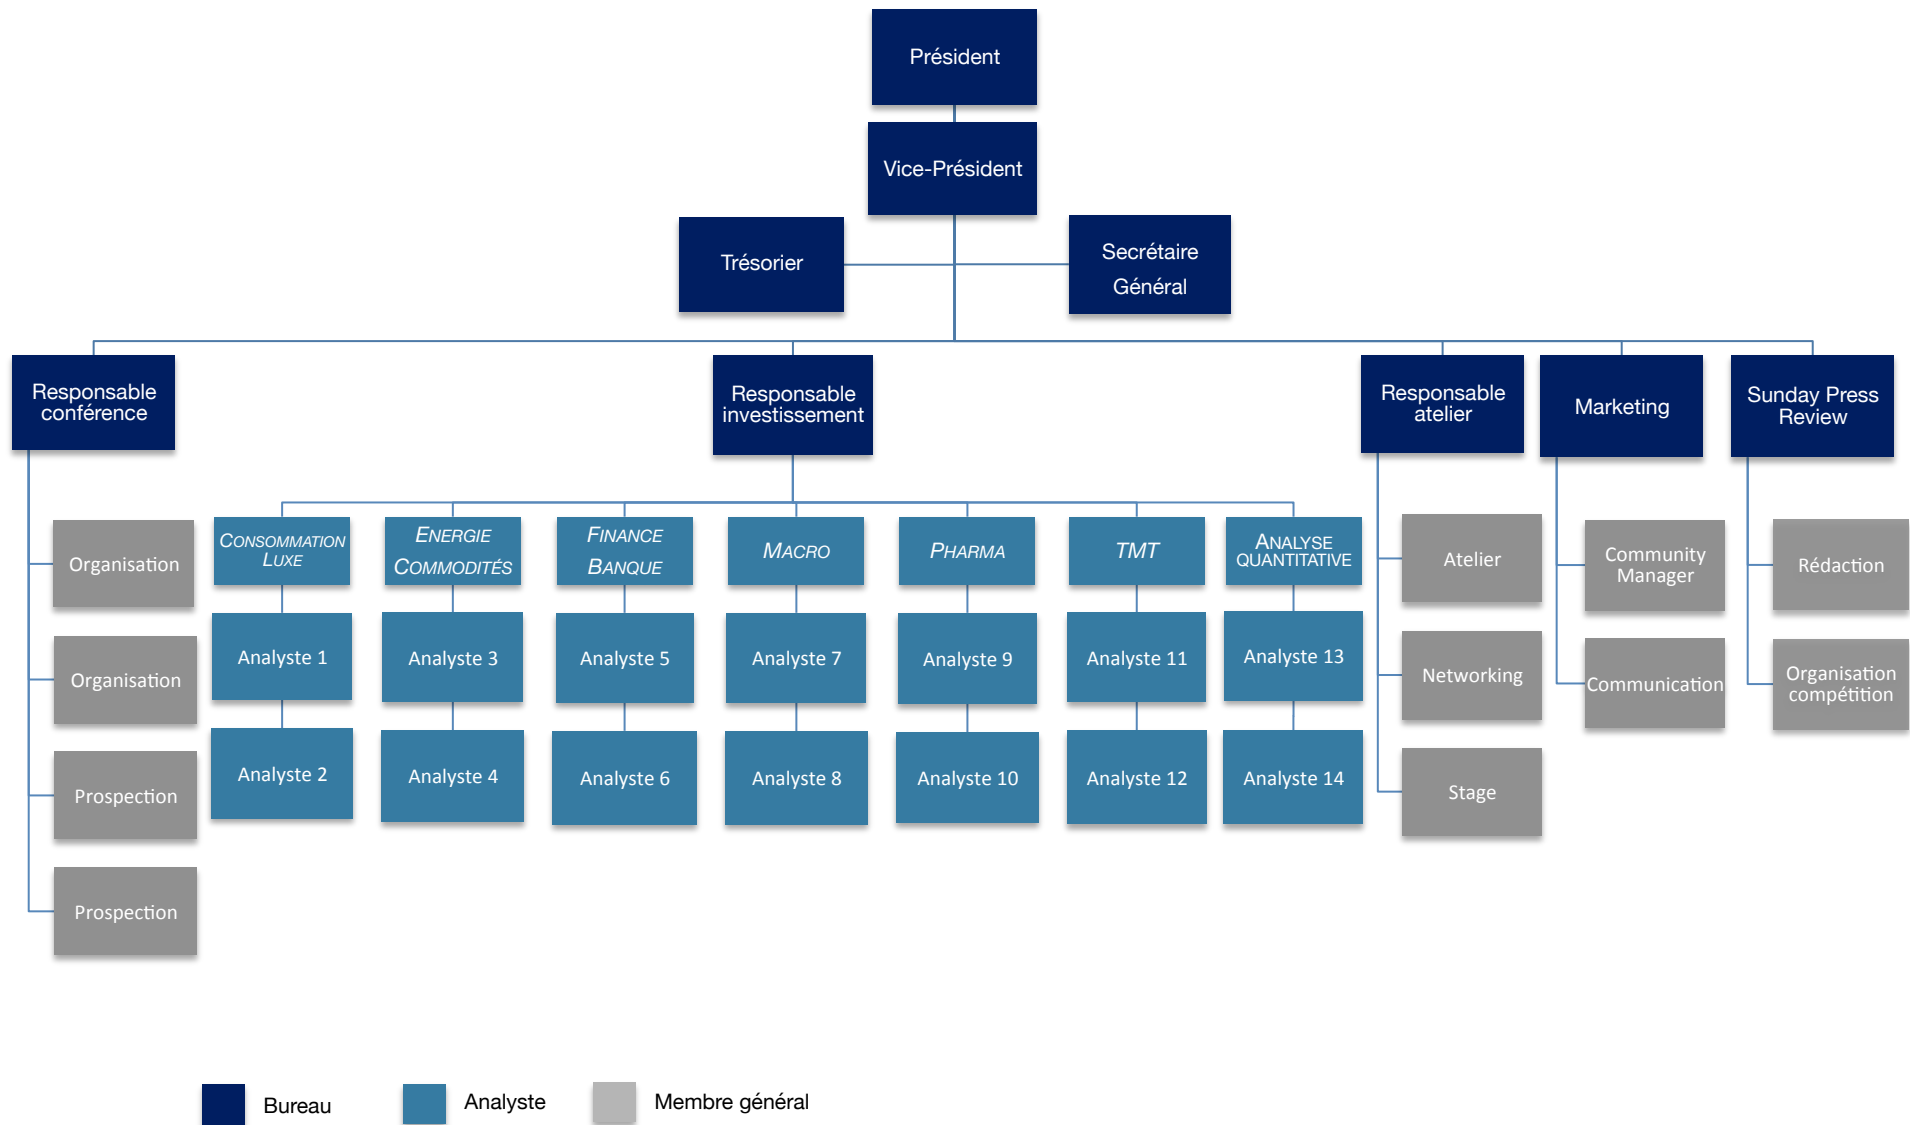 Président
Vice-Président
Trésorier
Secrétaire
Général
Responsable
conférence
Responsable
investissement
Responsable
atelier
Marketing
Sunday Press
Review
Organisation
Organisation
Prospection
Prospection
CONSOMMATION
LUXE
ENERGIE
COMMODITÉS
FINANCE
BANQUE
MACRO
PHARMA
TMT
ANALYSE
QUANTITATIVE
Analyste 1
Analyste 3
Analyste 5
Analyste 7
Analyste 9
Analyste 11
Analyste 13
Analyste 2
Analyste 4
Analyste 6
Analyste 8
Analyste 10
Analyste 12
Analyste 14
Atelier
Networking
Stage
Community
Manager
Communication
Rédaction
Organisation
compétition
Bureau
Analyste
Membre général